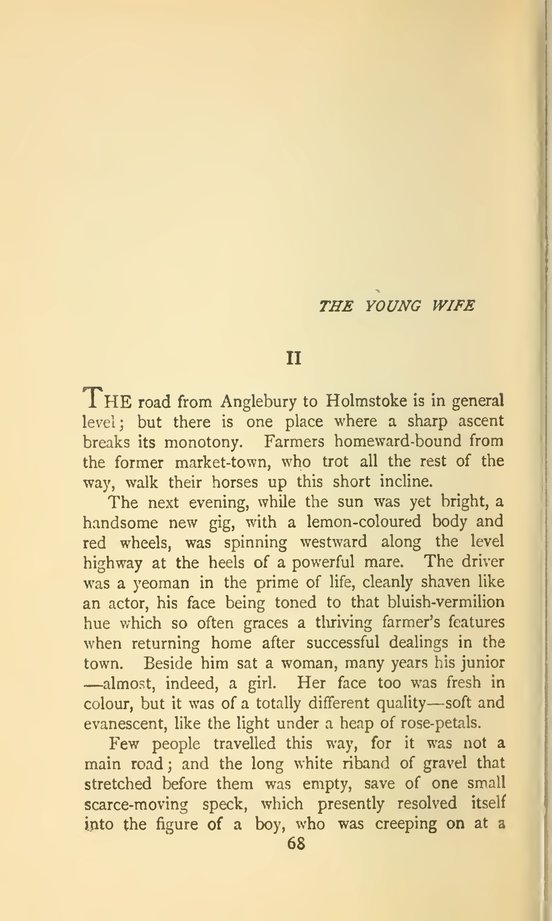 THE YOUNG WIFE
II
THE road from Anglebury to Holmstoke is in general
level; but there is one place where a sharp ascent
breaks its monotony. Farmers homeward-bound from
the former market-town, who trot all the rest of the
way, walk their horses up this short incline.
The next evening, while the sun was yet bright, a
handsome new gig, with a lemon-coloured body and
red wheels, was spinning westward along the level
highway at the heels of a powerful mare. The driver
was a yeoman in the prime of life, cleanly shaven like
an actor, his face being toned to that bluish-vermilion
hue which so often graces a thriving farmer's features
when returning home after successful dealings in the
town. Beside him sat a woman, many years his junior
—almost, indeed, a girl. Her face too was fresh in
colour, but it was of a totally different quality—soft and
evanescent, like the light under a heap of rose-petals.
Few people travelled this way, for it was not a
main road; and the long white riband of gravel that
stretched before them was empty, save of one small
scarce-moving speck, which presently resolved itself
into the figure of a boy, who was creeping on at a
68